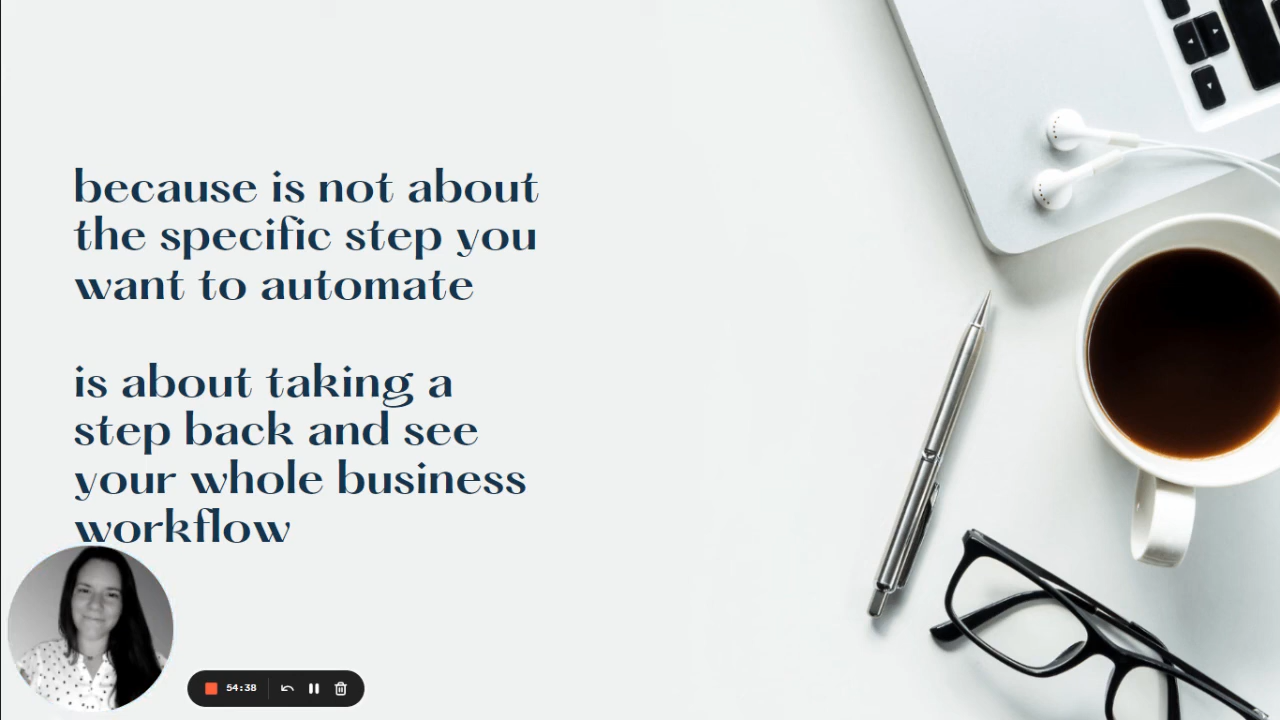 because is not about
the specific step you
want to automate
is about taking a
step back and see
your whole business
workflow
54:38